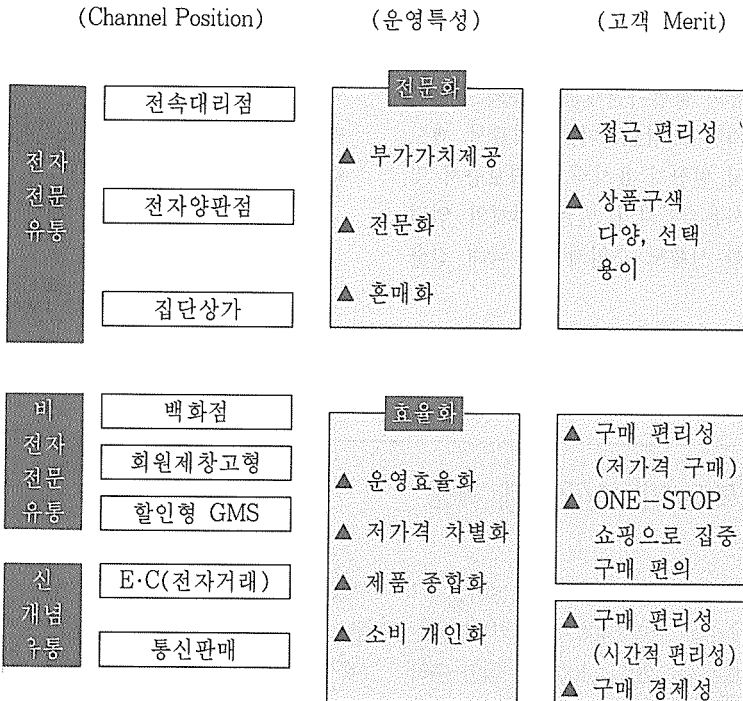 (Channel Position)
(운영특성)
(고객 Merit)
전자
전문
유통
전속대리점
전자양판점
집단상가
전문화
▲ 부가가치제공
▲ 전문화
▲ 혼매화
▲ 접근 편리성
▲ 상품구색
다양, 선택
용이
비
전자
전문
유통
백화점
회원제창고형
할인형 GMS
신
개념
유통
E·C(전자거래)
통신판매
효율화
▲ 운영효율화
▲ 저가격 차별화
▲ 제품 종합화
▲ 소비 개인화
▲ 구매 편리성
(저가격 구매)
▲ ONE-STOP
쇼핑으로 집중
구매 편의
▲ 구매 편리성
(시간적 편리성)
▲ 구매 경제성